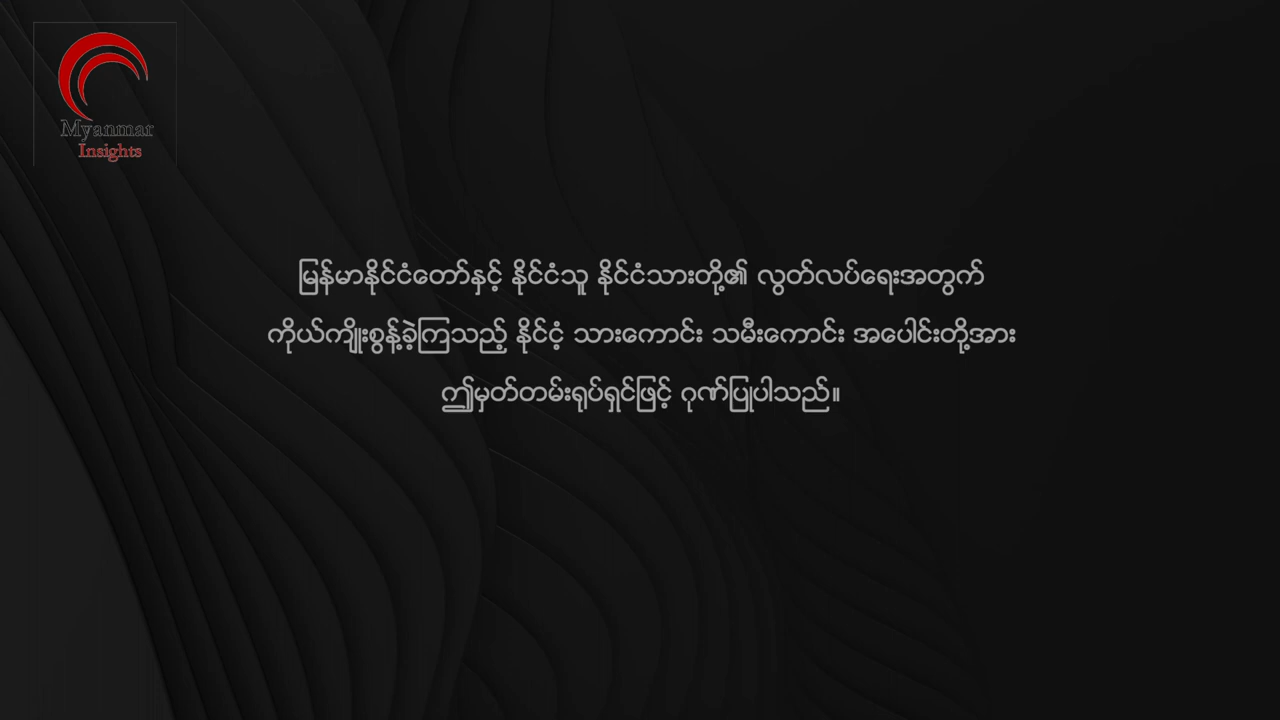 Myanmar
Insights
မြန်မာနိုင်ငံတော်နှင့် နိုင်ငံသူ နိုင်ငံသားတို့၏ လွတ်လပ်ရေးအတွက်
ကိုယ်ကျိုးစွန့်ခဲ့ကြသည့် နိုင်ငံ့ သားကောင်း သမီးကောင်း အပေါင်းတို့အား
ဤမှတ်တမ်းရုပ်ရှင်ဖြင့် ဂုဏ်ပြုပါသည်။